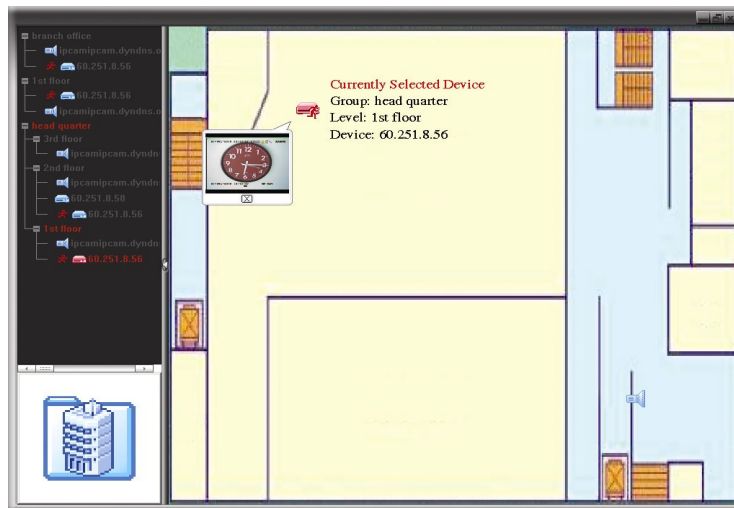 branch office
ipcamipcam.dyndns.o
60.251.8.56
1st floor
60.251.8.56
ipcamipcam.dyndns.o
head quarter
3rd floor
ipcamipcam.dyndn
2nd floor
ipcamipcam.dyndn
60.251.8.58
60.251.8.56
1st floor
ipcamipcam.dyndn
60.251.8.56
Currently Selected Device
Group: head quarter
Level: 1st floor
Device: 60.251.8.56